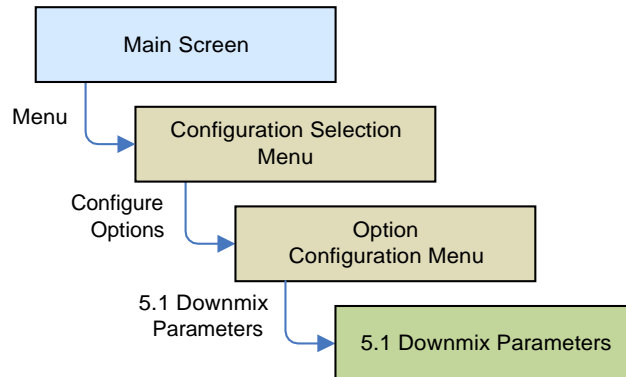 Main Screen
Menu
Configuration Selection
Menu
Configure
Options
Option
Configuration Menu
5.1 Downmix
Parameters
5.1 Downmix Parameters